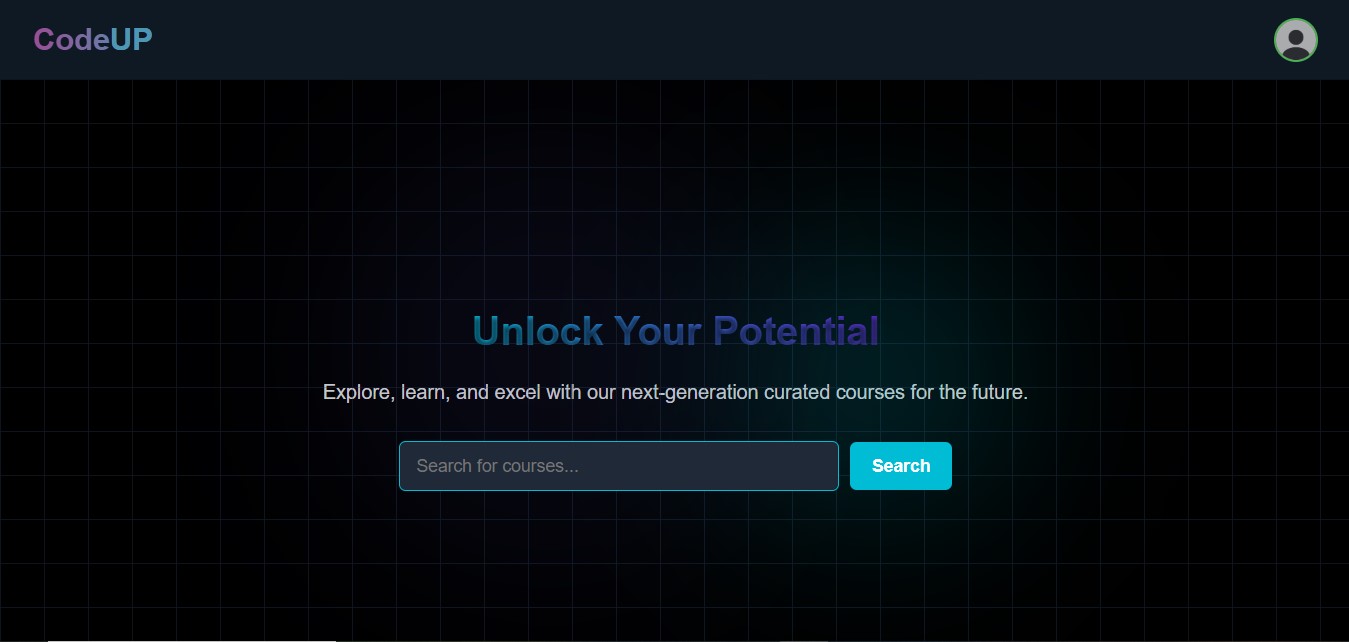 CodeUP
Unlock Your Potential
Explore, learn, and excel with our next-generation curated courses for the future.
Search for courses...
Search